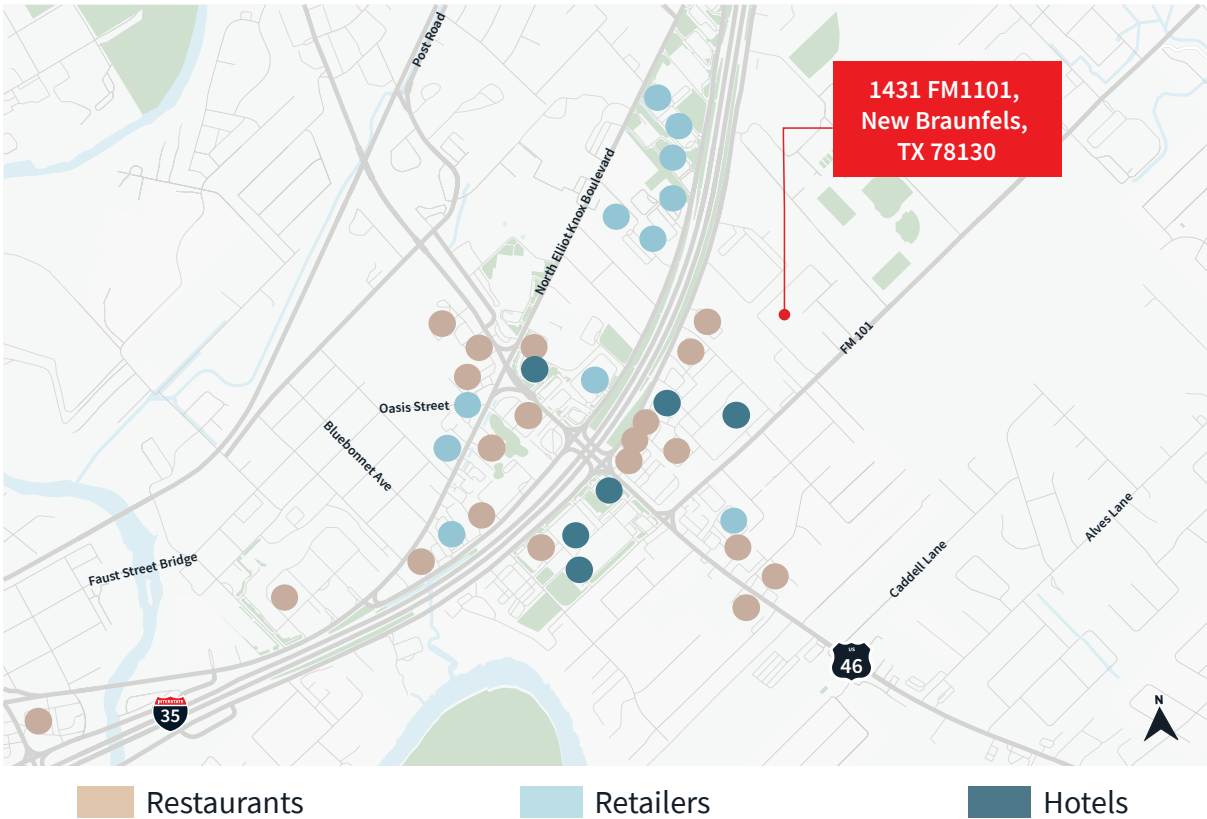 Post Road
1431 FM1101,
New Braunfels,
TX 78130
North Elliot Knox Boulevard
FM 101
Oasis Street
Bluebonnet Ave
Faust Street Bridge
Alves Lane
Caddell Lane
US
46
INTERSTATE
35
N
Restaurants
Retailers
Hotels